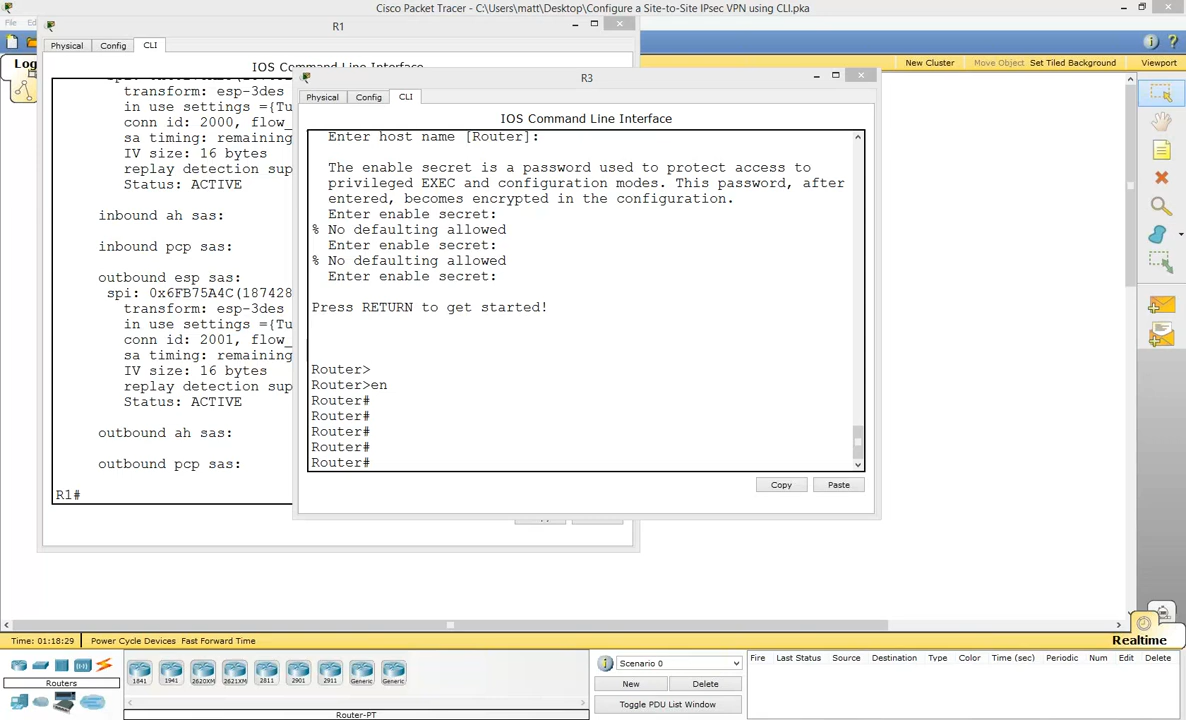 Cisco Packet Tracer - C:\Users\matt\Desktop\Configure a Site-to-Site IPsec VPN using CLI.pka
File
R1
Physical Config CLI
IOS Command Line Interface
Log
New Cluster Move Object Set Tiled Background Viewport
transform: esp-3des
in use settings ={Tu
conn id: 2000, flow_
sa timing: remaining
IV size: 16 bytes
replay detection sup
Status: ACTIVE
inbound ah sas:
inbound pcp sas:
outbound esp sas:
spi: 0x6FB75A4C(187428
transform: esp-3des
in use settings ={Tu
conn id: 2001, flow_
sa timing: remaining
IV size: 16 bytes
replay detection sup
Status: ACTIVE
outbound ah sas:
outbound pcp sas:
R1#
R3
Physical Config CLI
IOS Command Line Interface
Enter host name [Router]:
The enable secret is a password used to protect access to
privileged EXEC and configuration modes. This password, after
entered, becomes encrypted in the configuration.
Enter enable secret:
% No defaulting allowed
Enter enable secret:
% No defaulting allowed
Enter enable secret:
Press RETURN to get started!
Router>
Router>en
Router#
Router#
Router#
Router#
Router#
Copy Paste
Realtime
Time: 01:18:29 Power Cycle Devices Fast Forward Time
Routers
1841 1941 2620XM 2621XM 2811 2901 2911 Generic Generic
Router-PT
Scenario 0
New Delete
Toggle PDU List Window
Fire Last Status Source Destination Type Color Time (sec) Periodic Num Edit Delete